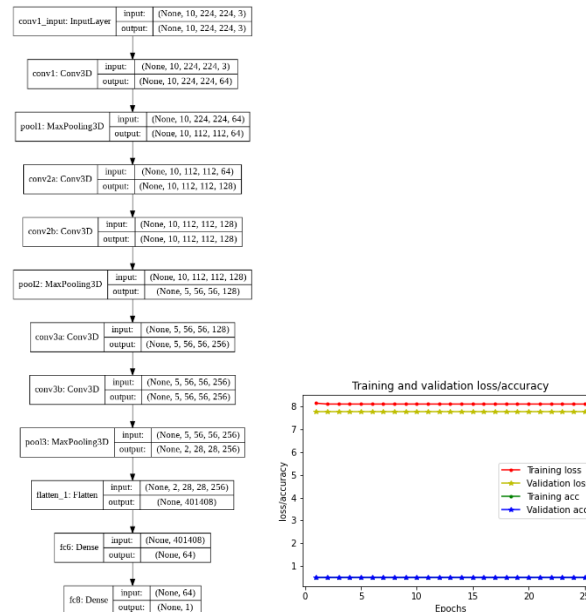 conv1_input: InputLayer
input: (None, 10, 224, 224, 3)
output: (None, 10, 224, 224, 3)
conv1: Conv3D
input: (None, 10, 224, 224, 3)
output: (None, 10, 224, 224, 64)
pool1: MaxPooling3D
input: (None, 10, 224, 224, 64)
output: (None, 10, 112, 112, 64)
conv2a: Conv3D
input: (None, 10, 112, 112, 64)
output: (None, 10, 112, 112, 128)
conv2b: Conv3D
input: (None, 10, 112, 112, 128)
output: (None, 10, 112, 112, 128)
pool2: MaxPooling3D
input: (None, 10, 112, 112, 128)
output: (None, 5, 56, 56, 128)
conv3a: Conv3D
input: (None, 5, 56, 56, 128)
output: (None, 5, 56, 56, 256)
conv3b: Conv3D
input: (None, 5, 56, 56, 256)
output: (None, 5, 56, 56, 256)
pool3: MaxPooling3D
input: (None, 5, 56, 56, 256)
output: (None, 2, 28, 28, 256)
flatten_1: Flatten
input: (None, 2, 28, 28, 256)
output: (None, 401408)
fc6: Dense
input: (None, 401408)
output: (None, 64)
fc8: Dense
input: (None, 64)
output: (None, 1)
Training and validation loss/accuracy
loss/accuracy
8
7
6
5
4
3
2
1
Training loss
Validation loss
Training acc
Validation acc
0 5 10 15 20 25
Epochs